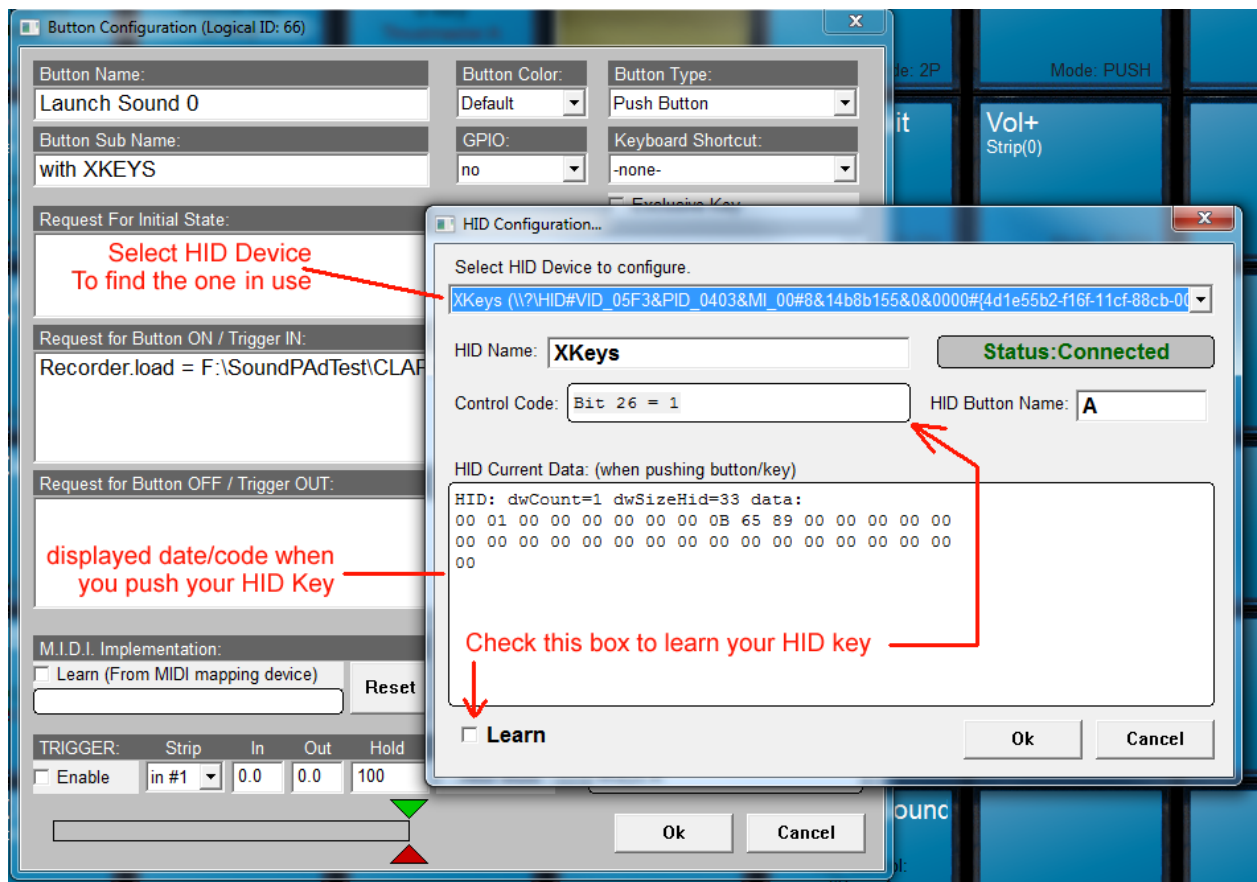 Button Configuration (Logical ID: 66)
Button Name:
Launch Sound 0
Button Color:
Default
Button Type:
Push Button
Button Sub Name:
with XKEYS
GPIO:
no
Keyboard Shortcut:
-none-
Exclusive Key
Request For Initial State:
Select HID Device
To find the one in use
Request for Button ON / Trigger IN:
Recorder.load = F:\SoundPAdTest\CLAP
Request for Button OFF / Trigger OUT:
displayed date/code when
you push your HID Key
M.I.D.I. Implementation:
Learn (From MIDI mapping device)
Reset
TRIGGER: Strip In Out Hold
Enable in #1 0.0 0.0 100
Ok Cancel
HID Configuration...
Select HID Device to configure.
XKeys (\\?\HID#VID_05F3&PID_0403&MI_00#8&14b8b155&0&0000#{4d1e55b2-f16f-11cf-88cb-00
HID Name: XKeys
Status:Connected
Control Code: Bit 26 = 1
HID Button Name: A
HID Current Data: (when pushing button/key)
HID: dwCount=1 dwSizeHid=33 data:
00 01 00 00 00 00 00 00 0B 65 89 00 00 00 00 00
00 00 00 00 00 00 00 00 00 00 00 00 00 00 00 00
00
Check this box to learn your HID key
Learn
Ok Cancel
de: 2P
Mode: PUSH
it
Vol+
Strip(0)
ound
ol: